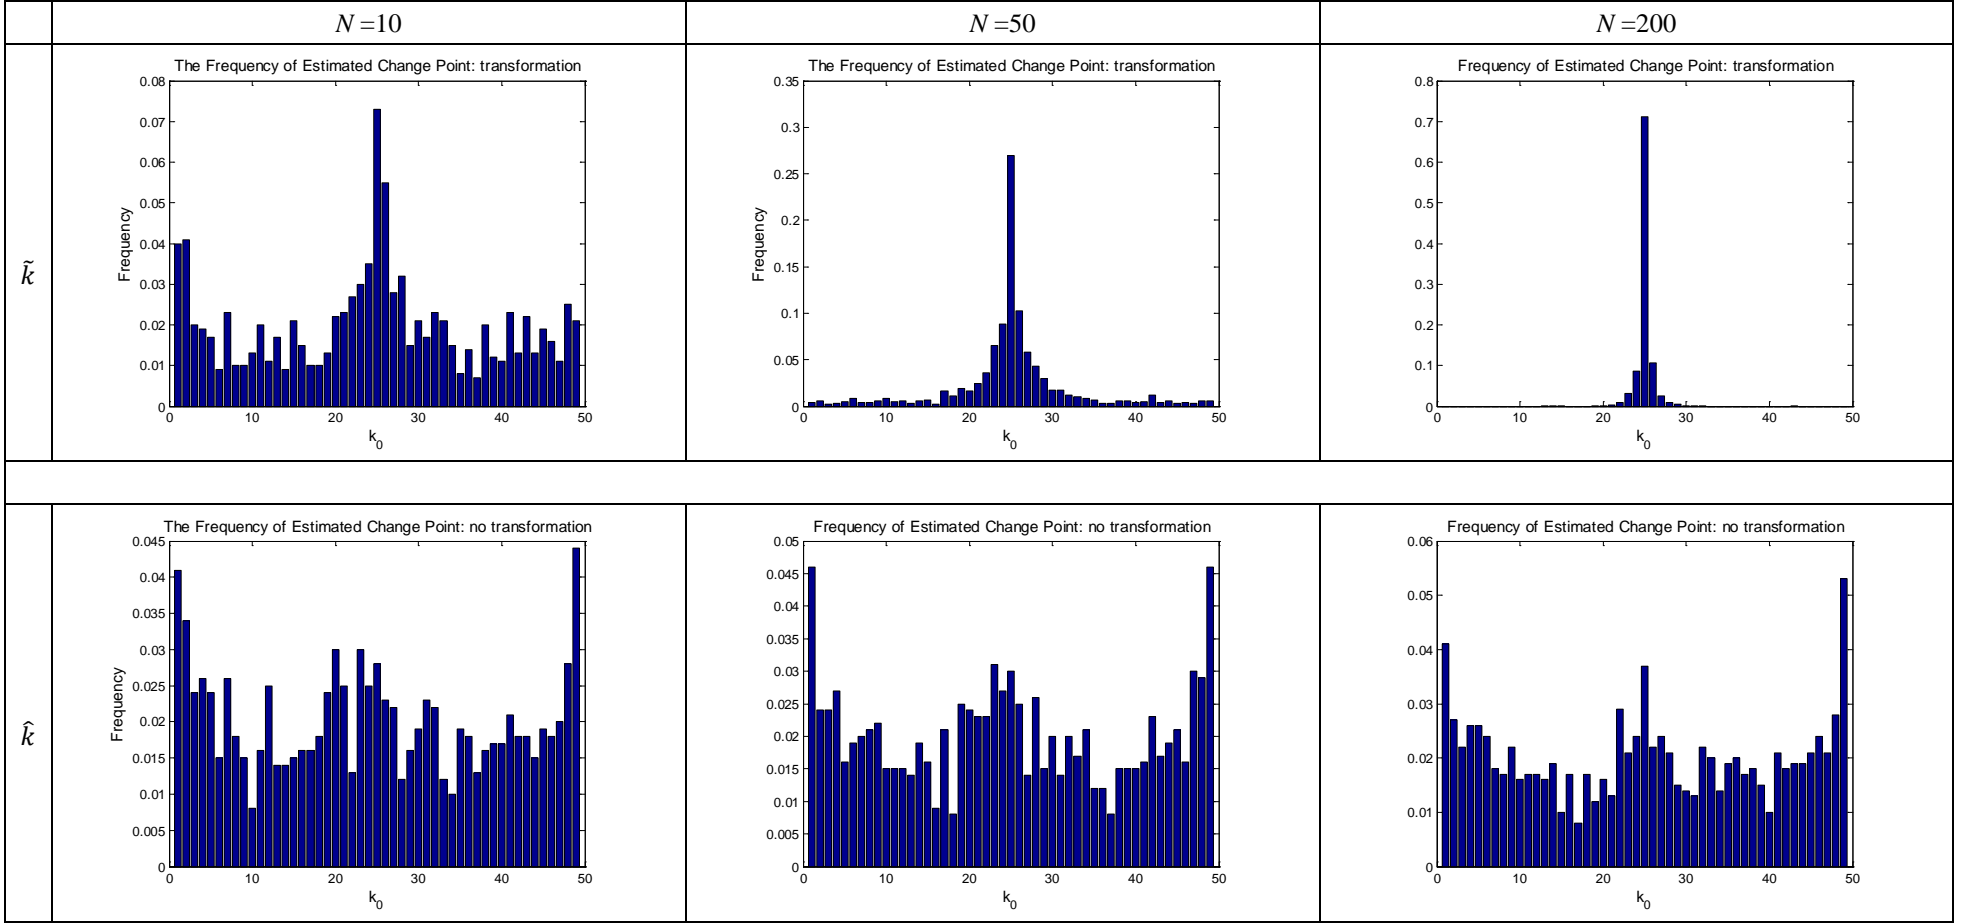 N =10
N =50
N =200
k̃
The Frequency of Estimated Change Point: transformation
Frequency
0.08
0.07
0.06
0.05
0.04
0.03
0.02
0.01
0
0 10 20 30 40 50
k0
The Frequency of Estimated Change Point: transformation
Frequency
0.35
0.3
0.25
0.2
0.15
0.1
0.05
0
0 10 20 30 40 50
k0
Frequency of Estimated Change Point: transformation
0.8
0.7
0.6
0.5
0.4
0.3
0.2
0.1
0
0 10 20 30 40 50
k0
k̂
The Frequency of Estimated Change Point: no transformation
Frequency
0.045
0.04
0.035
0.03
0.025
0.02
0.015
0.01
0.005
0
0 10 20 30 40 50
k0
Frequency of Estimated Change Point: no transformation
0.05
0.045
0.04
0.035
0.03
0.025
0.02
0.015
0.01
0.005
0
0 10 20 30 40 50
k0
Frequency of Estimated Change Point: no transformation
0.06
0.05
0.04
0.03
0.02
0.01
0
0 10 20 30 40 50
k0